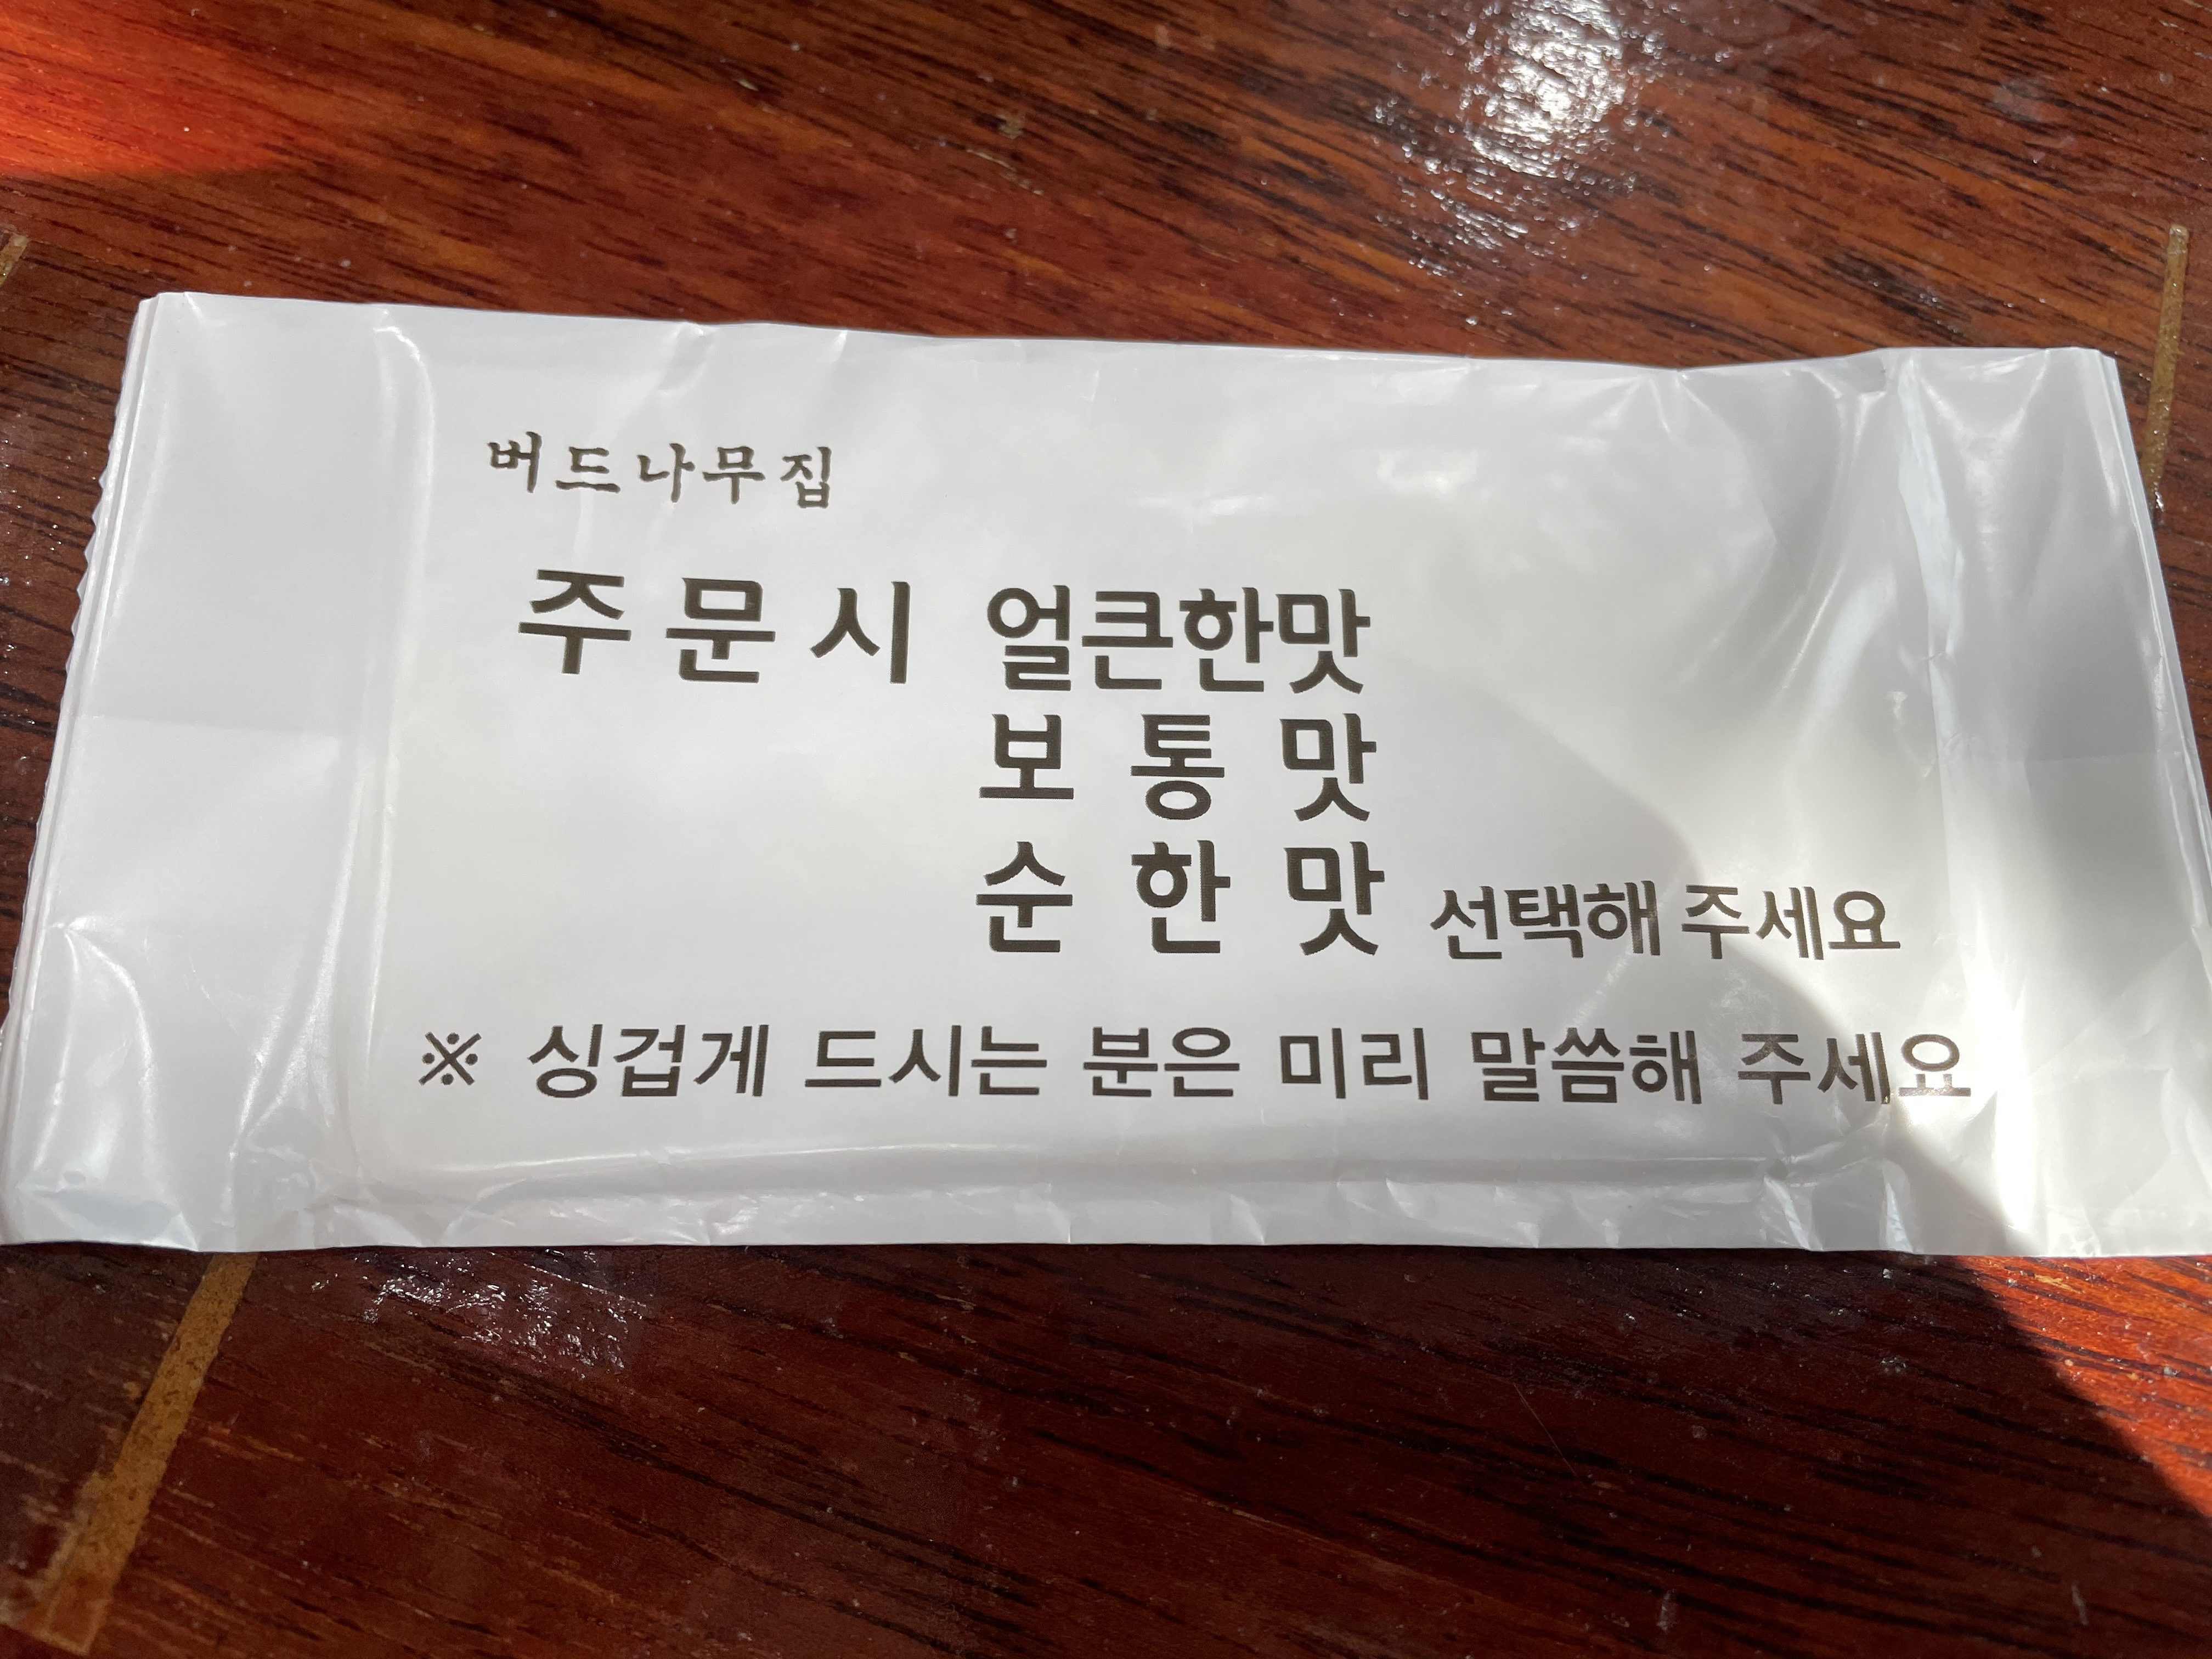 버드나무집
주문시 얼큰한맛
보통맛
순한맛 선택해 주세요
※ 싱겁게 드시는 분은 미리 말씀해 주세요